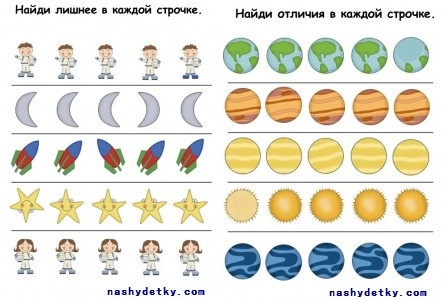 Найди лишнее в каждой строчке.
Найди отличия в каждой строчке.
nashydetky.com
nashydetky.com